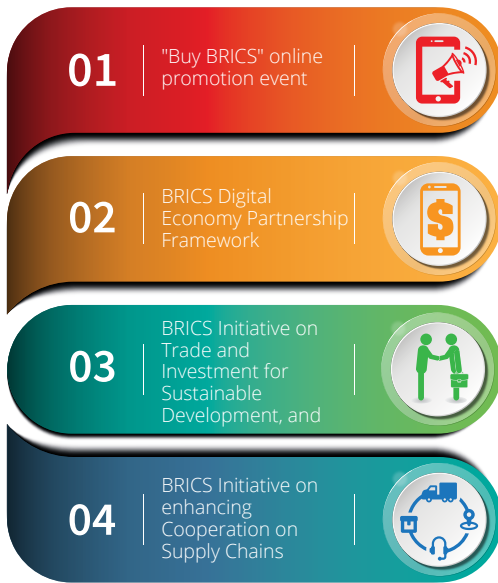 01
"Buy BRICS" online
promotion event
02
BRICS Digital
Economy Partnership
Framework
$
03
BRICS Initiative on
Trade and
Investment for
Sustainable
Development, and
04
BRICS Initiative on
enhancing
Cooperation on
Supply Chains